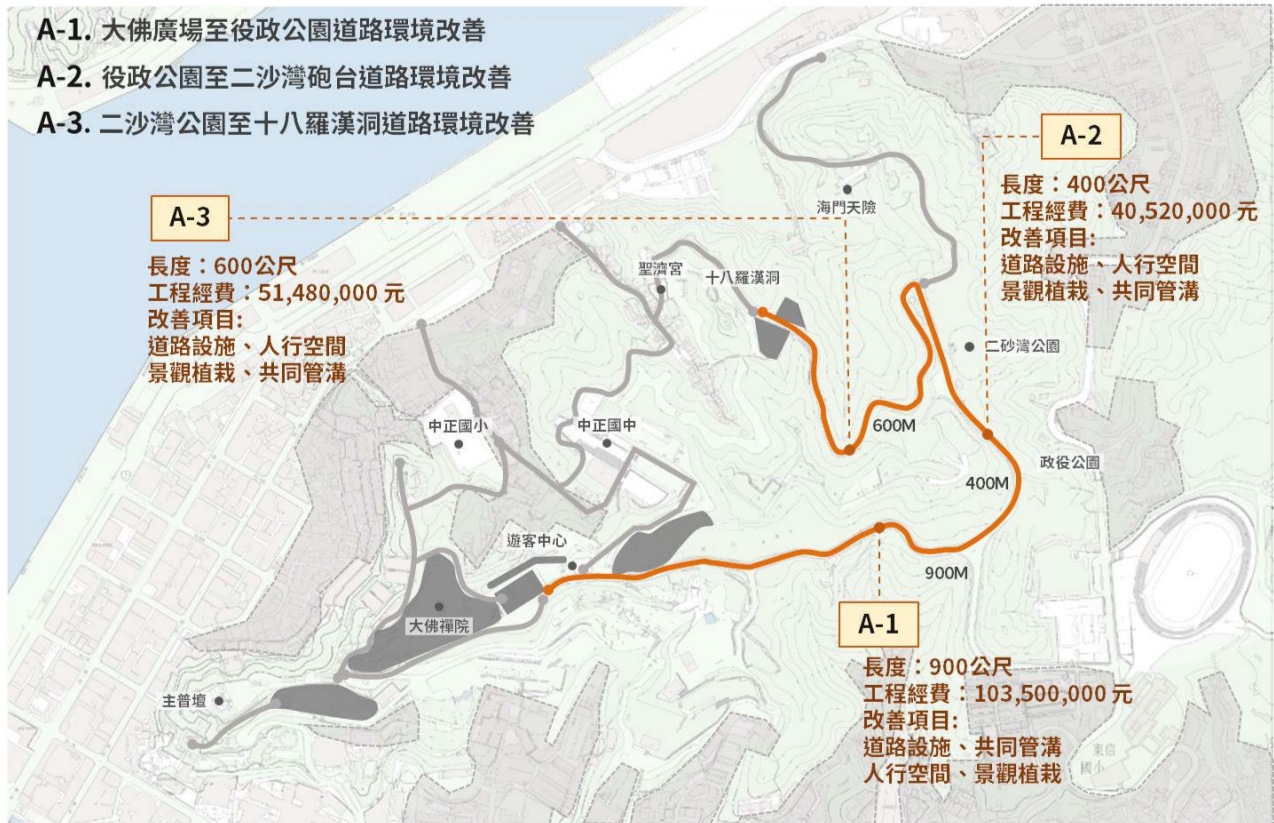 A-1. 大佛廣場至役政公園道路環境改善
A-2. 役政公園至二沙灣砲台道路環境改善
A-3. 二沙灣公園至十八羅漢洞道路環境改善
A-2
長度：400公尺
工程經費：40,520,000 元
改善項目:
道路設施、人行空間
景觀植栽、共同管溝
A-3
長度：600公尺
工程經費：51,480,000 元
改善項目:
道路設施、人行空間
景觀植栽、共同管溝
海門天險
聖濟宮
十八羅漢洞
二砂灣公園
中正國小
中正國中
600M
400M
政役公園
遊客中心
900M
大佛禪院
主普壇
A-1
長度：900公尺
工程經費：103,500,000 元
改善項目:
道路設施、共同管溝
人行空間、景觀植栽
東信
國小